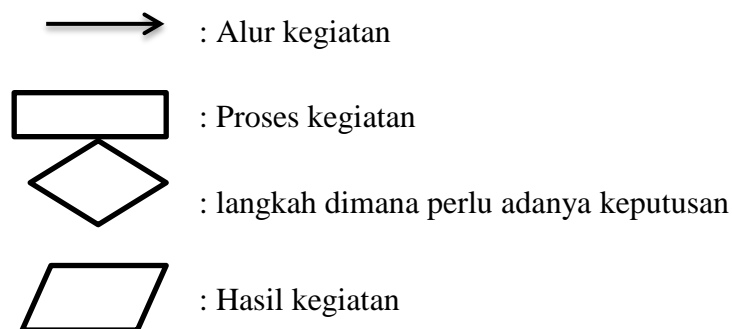 : Alur kegiatan
: Proses kegiatan
: langkah dimana perlu adanya keputusan
: Hasil kegiatan